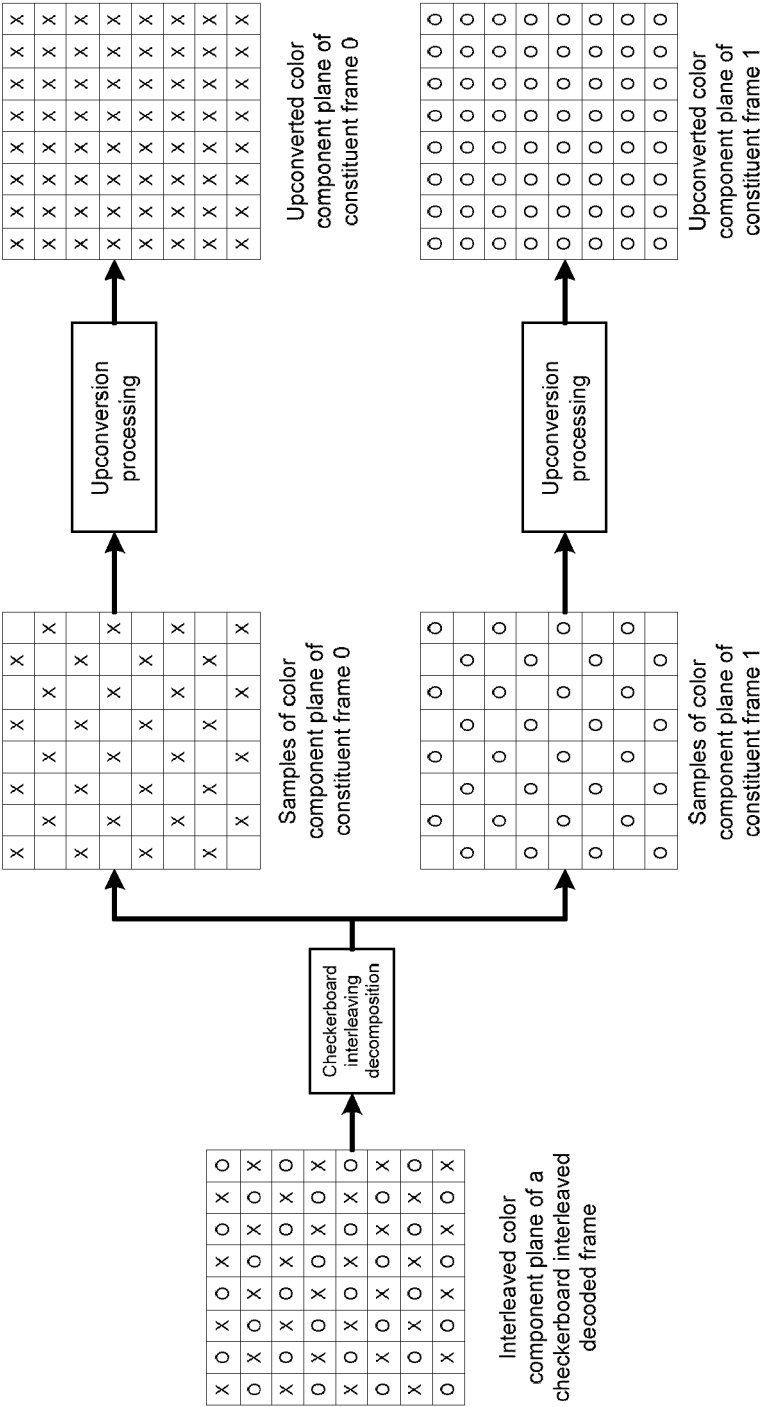 X O X O X O X O
O X O X O X O X
X O X O X O X O
O X O X O X O X
X O X O X O X O
O X O X O X O X
X O X O X O X O
O X O X O X O X
Interleaved color
component plane of a
checkerboard interleaved
decoded frame
Checkerboard
interleaving
decomposition
X X X X
X X X X
X X X X
X X X X
X X X X
X X X X
X X X X
X X X X
Samples of color
component plane of
constituent frame 0
Upconversion
processing
X X X X X X X X
X X X X X X X X
X X X X X X X X
X X X X X X X X
X X X X X X X X
X X X X X X X X
X X X X X X X X
X X X X X X X X
Upconverted color
component plane of
constituent frame 0
O O O O
O O O O
O O O O
O O O O
O O O O
O O O O
O O O O
O O O O
Samples of color
component plane of
constituent frame 1
Upconversion
processing
O O O O O O O O
O O O O O O O O
O O O O O O O O
O O O O O O O O
O O O O O O O O
O O O O O O O O
O O O O O O O O
O O O O O O O O
Upconverted color
component plane of
constituent frame 1